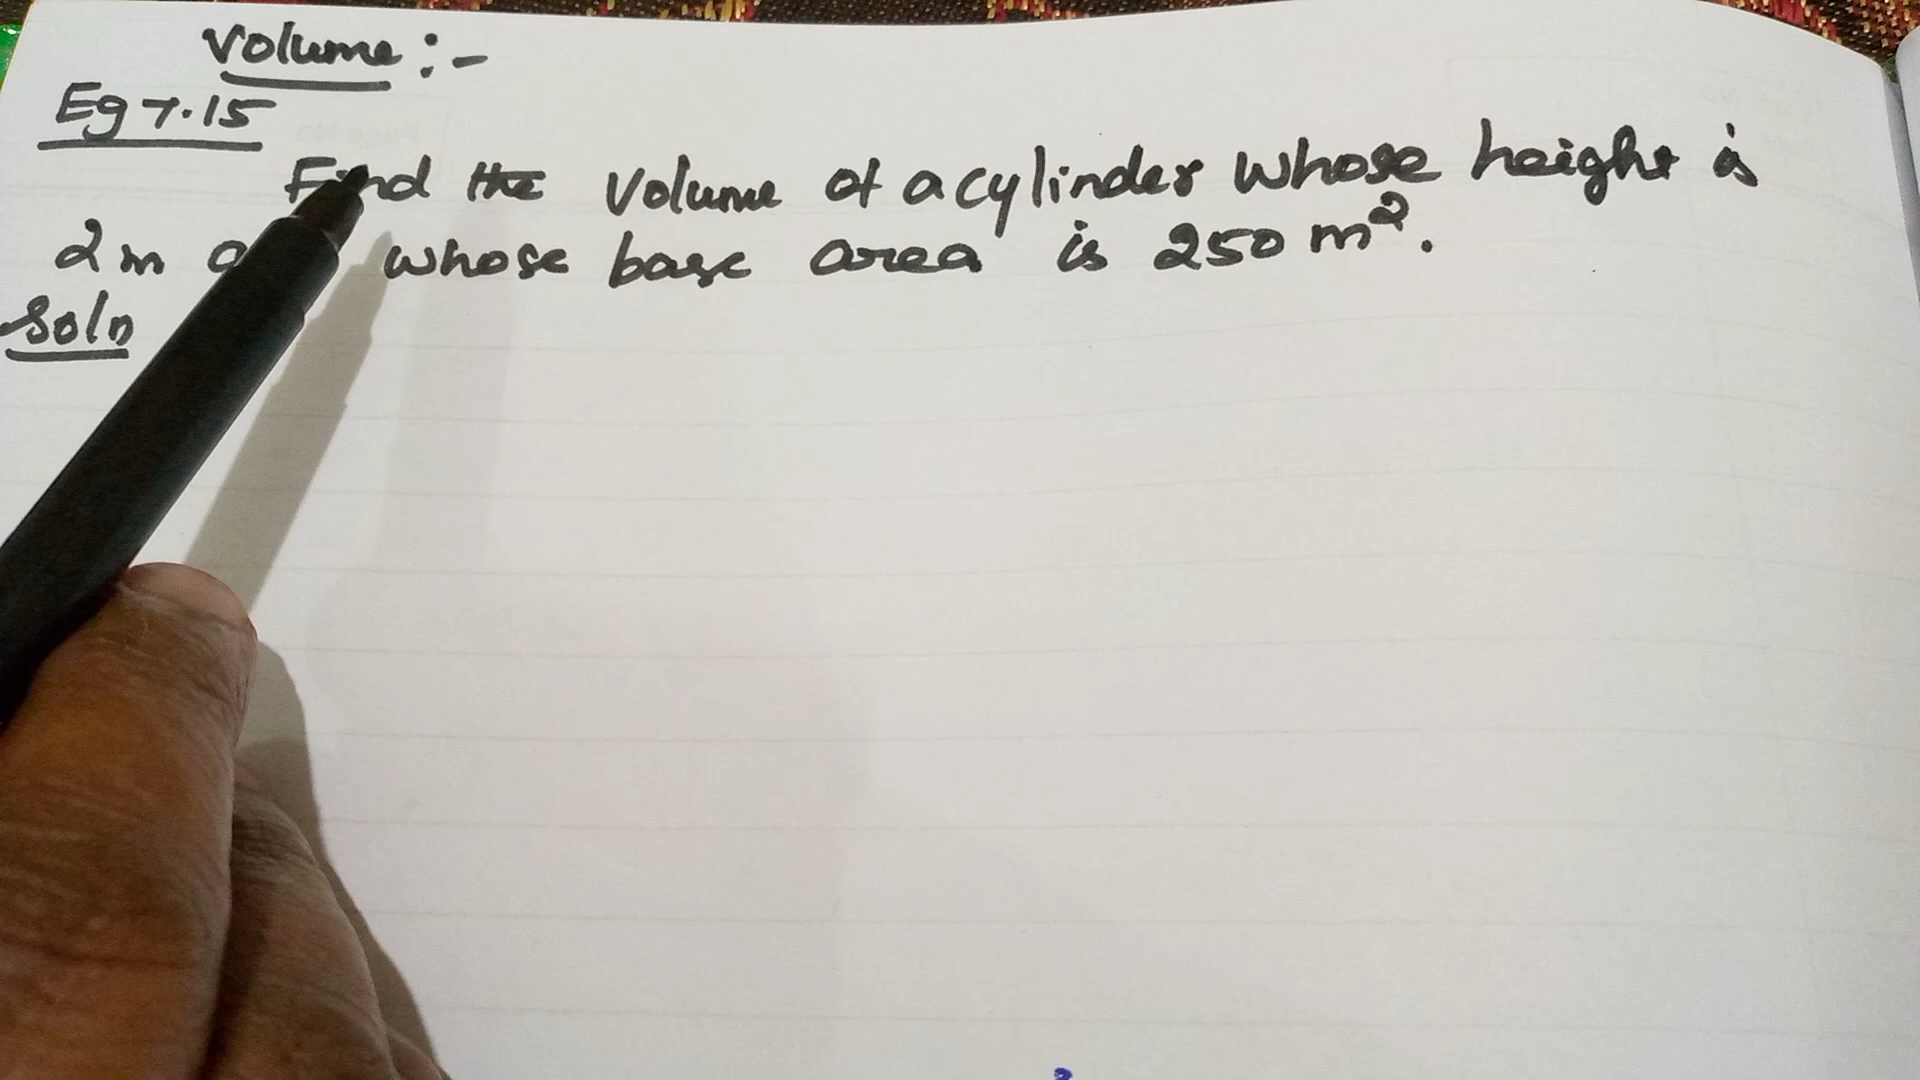 Volume :-
Eg 7.15
Find the Volume of a cylinder whose height is
2m whose base area is 250 m².
Soln